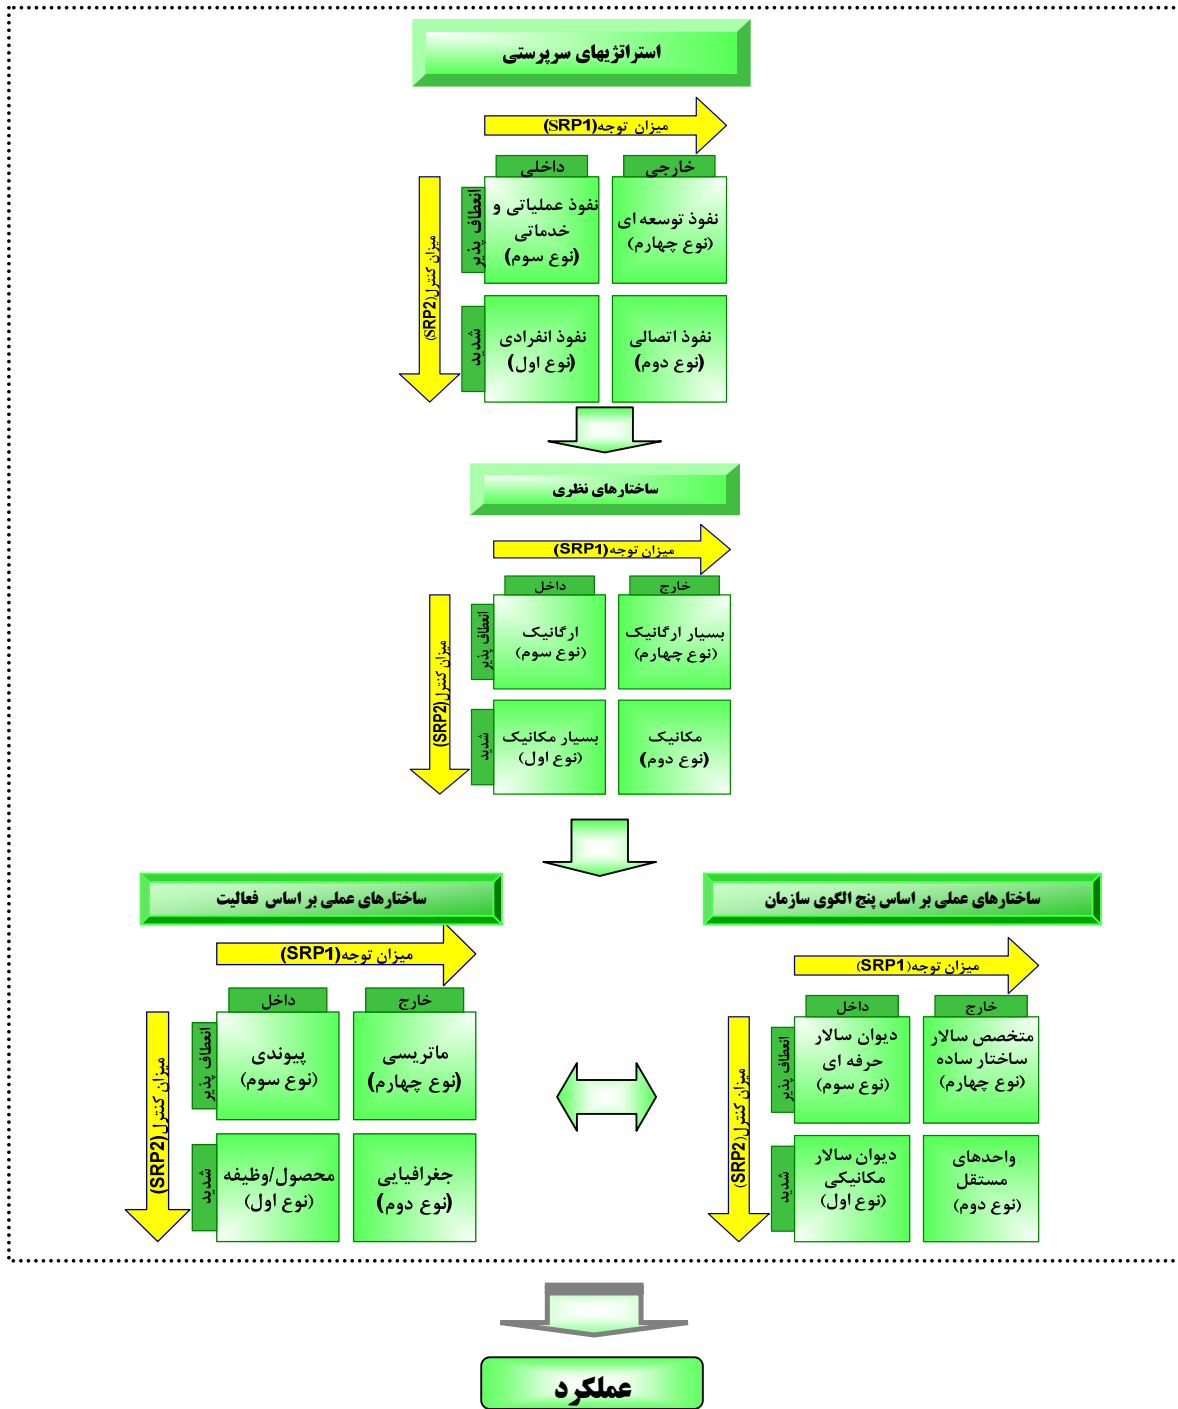 استراتژیهای سرپرستی
میزان توجه(SRP1)
خارجی
داخلی
میزان کنترل(SRP2)
انعطاف پذیر
نفوذ توسعه ای
(نوع چهارم)
نفوذ عملیاتی و
خدماتی
(نوع سوم)
شدید
نفوذ اتصالی
(نوع دوم)
نفوذ انفرادی
(نوع اول)
ساختارهای نظری
میزان توجه(SRP1)
خارج
داخل
میزان کنترل(SRP2)
انعطاف پذیر
بسیار ارگانیک
(نوع چهارم)
ارگانیک
(نوع سوم)
شدید
مکانیک
(نوع دوم)
بسیار مکانیک
(نوع اول)
ساختارهای عملی بر اساس پنج الگوی سازمان
میزان توجه(SRP1)
خارج
داخل
میزان کنترل(SRP2)
انعطاف پذیر
متخصص سالار
ساختار ساده
(نوع چهارم)
دیوان سالار
حرفه ای
(نوع سوم)
شدید
واحدهای
مستقل
(نوع دوم)
دیوان سالار
مکانیکی
(نوع اول)
ساختارهای عملی بر اساس فعالیت
میزان توجه(SRP1)
خارج
داخل
میزان کنترل(SRP2)
انعطاف پذیر
ماتریسی
(نوع چهارم)
پیوندی
(نوع سوم)
شدید
جغرافیایی
(نوع دوم)
محصول/وظیفه
(نوع اول)
عملکرد